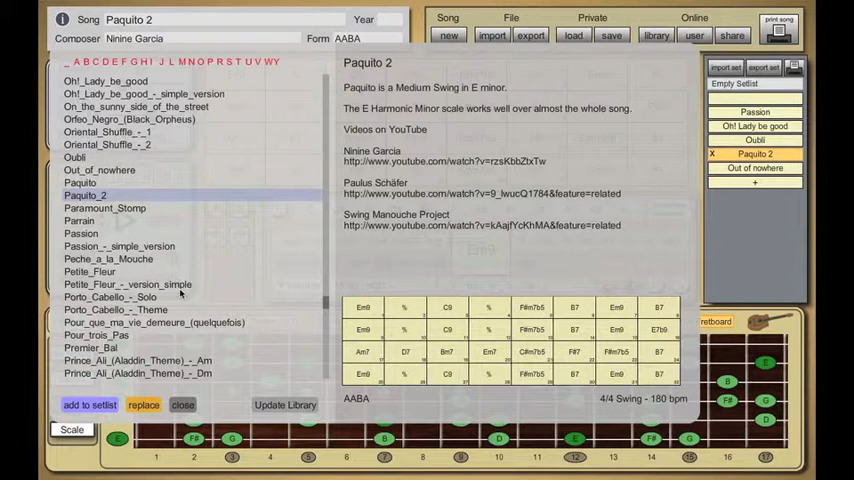 Song Paquito 2 Year
Composer Ninine Garcia Form AABA
Song File Private Online
new import export load save library user share
print song
_ A B C D E F G H I J L M N O P R S T U V W Y
Oh!_Lady_be_good
Oh!_Lady_be_good_-_simple_version
On_the_sunny_side_of_the_street
Orfeo_Negro_(Black_Orpheus)
Oriental_Shuffle_-_1
Oriental_Shuffle_-_2
Oubli
Out_of_nowhere
Paquito
Paquito_2
Paramount_Stomp
Parrain
Passion
Passion_-_simple_version
Peche_a_la_Mouche
Petite_Fleur
Petite_Fleur_-_version_simple
Porto_Cabello_-_Solo
Porto_Cabello_-_Theme
Pour_que_ma_vie_demeure_(quelquefois)
Pour_trois_Pas
Premier_Bal
Prince_Ali_(Aladdin_Theme)_-_Am
Prince_Ali_(Aladdin_Theme)_-_Dm
add to setlist replace close Update Library
Paquito 2
Paquito is a Medium Swing in E minor.
The E Harmonic Minor scale works well over almost the whole song.
Videos on YouTube
Ninine Garcia
http://www.youtube.com/watch?v=rzsKbbZtxTw
Paulus Schäfer
http://www.youtube.com/watch?v=9_lwucQ1784&feature=related
Swing Manouche Project
http://www.youtube.com/watch?v=kAajfYcKhMA&feature=related
Em9
Em9 % C9 % F#m7b5 B7 Em9 B7
Em9 % C9 % F#m7b5 B7 Em9 E7b9
Am7 D7 Bm7 Em7 C#m7b5 F#7 F#m7b5 B7
Em9 % C9 % F#m7b5 B7 Em9 B7
AABA 4/4 Swing - 180 bpm
import set export set
Empty Setlist
Passion
Oh! Lady be good
Oubli
X Paquito 2
Out of nowhere
+
retboard
Scale
E
B
F# G
D
E F# G B D E F# G
1 2 3 4 5 6 7 8 9 10 11 12 13 14 15 16 17